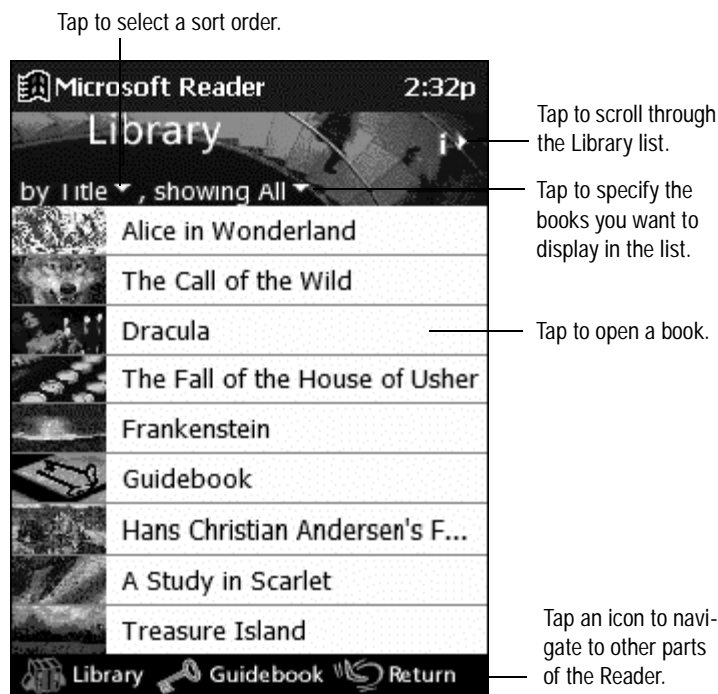 Tap to select a sort order.
Microsoft Reader 2:32p
Library
Tap to scroll through
the Library list.
by Title , showing All
Tap to specify the
books you want to
display in the list.
Alice in Wonderland
The Call of the Wild
Dracula
Tap to open a book.
The Fall of the House of Usher
Frankenstein
Guidebook
Hans Christian Andersen's F...
A Study in Scarlet
Treasure Island
Library Guidebook Return
Tap an icon to navi-
gate to other parts
of the Reader.